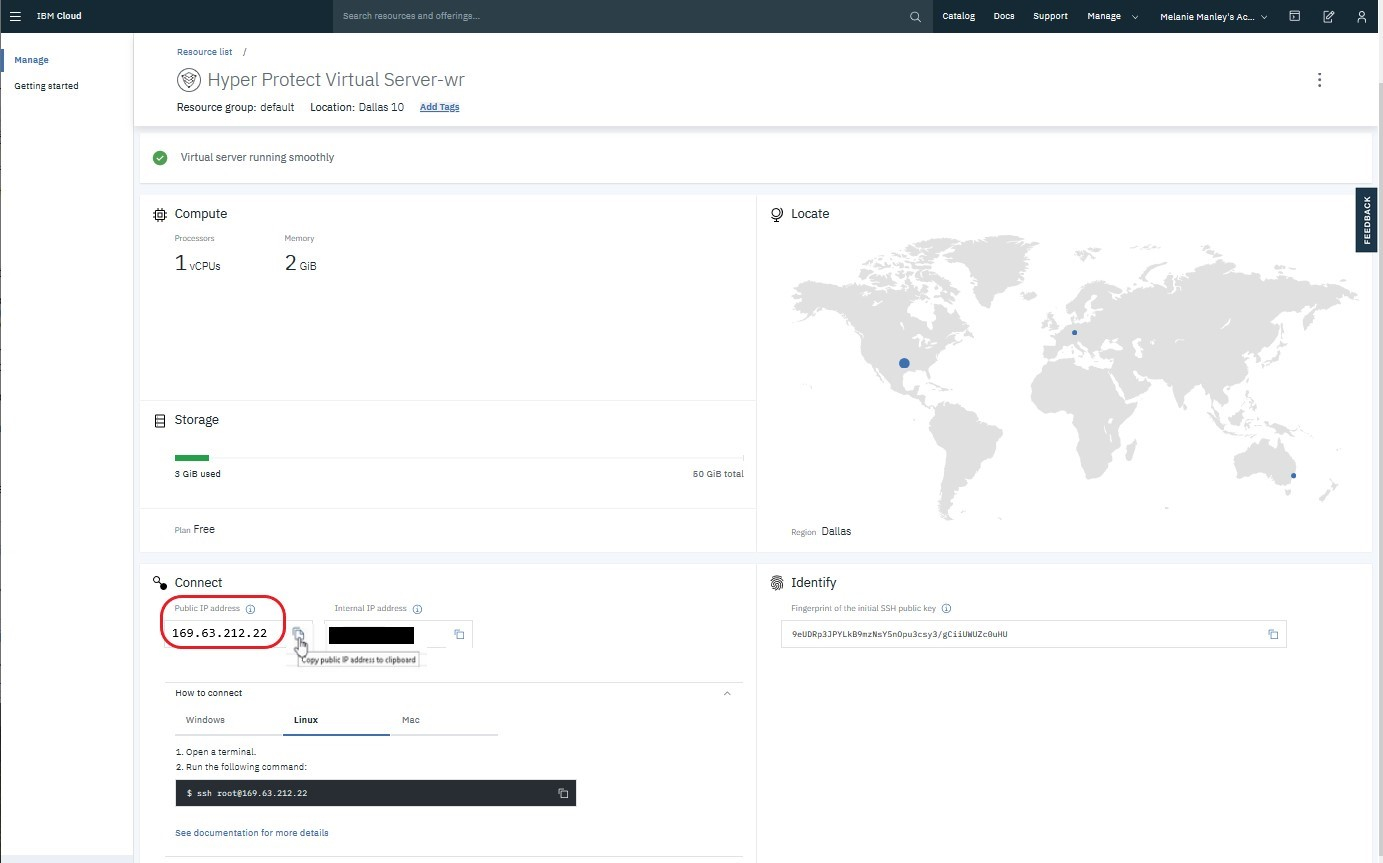 IBM Cloud
Search resources and offerings...
Catalog
Docs
Support
Manage
Melanie Manley's Ac...
Manage
Getting started
Resource list /
Hyper Protect Virtual Server-wr
Resource group: default Location: Dallas 10 Add Tags
Virtual server running smoothly
FEEDBACK
Compute
Processors
1 vCPUs
Memory
2 GiB
Storage
3 GiB used
50 GiB total
Plan Free
Locate
Region Dallas
Connect
Public IP address
169.63.212.22
Copy public IP address to clipboard
Internal IP address
How to connect
Windows
Linux
Mac
1. Open a terminal.
2. Run the following command:
$ ssh root@169.63.212.22
See documentation for more details
Identify
Fingerprint of the initial SSH public key
9eUDRp3JPYLkB9mzNsY5nOpu3csy3/gCiiUWUZc0uHU